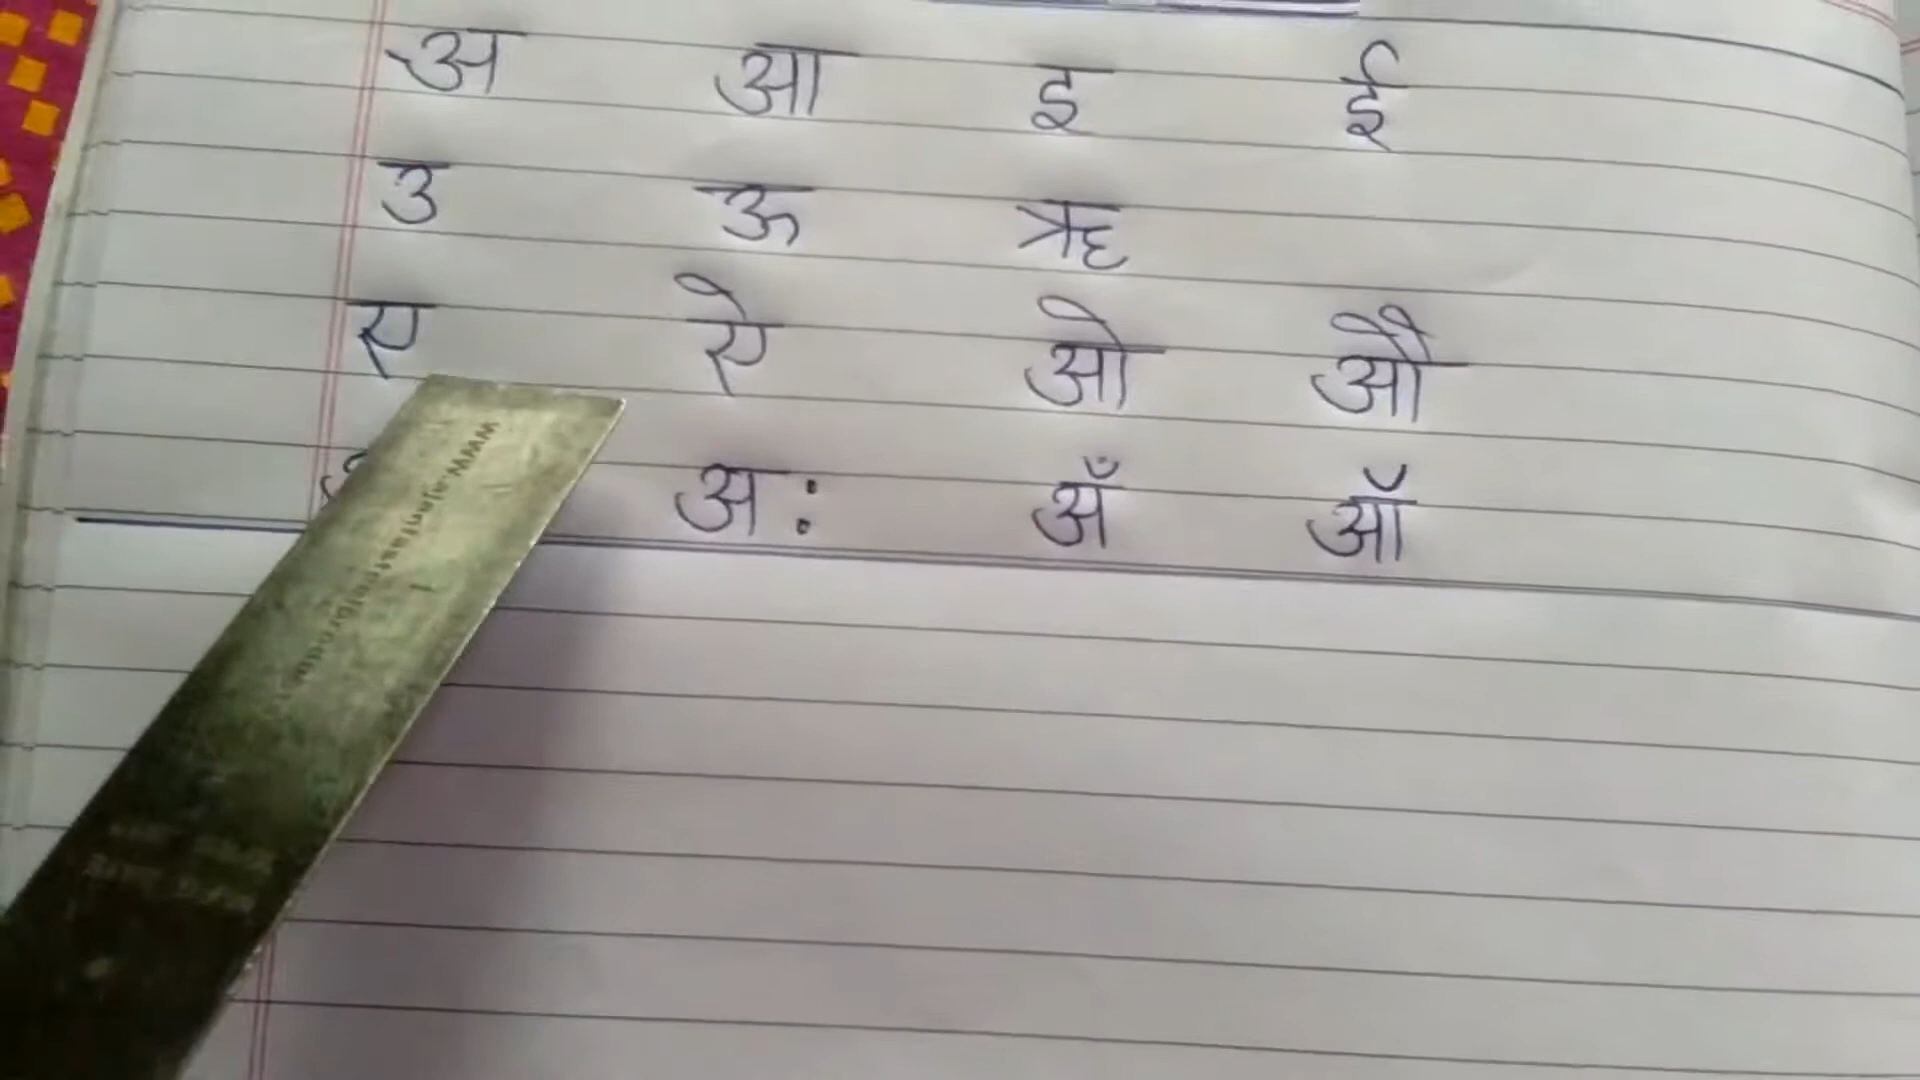 अ आ इ ई
उ ऊ ऋ
ए ऐ ओ औ
अः अँ ऑ